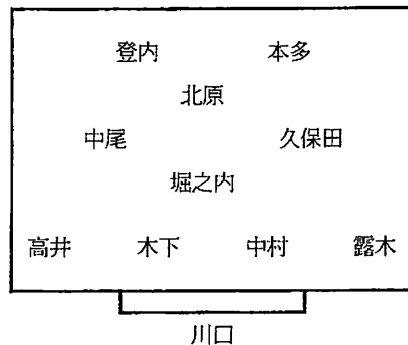 登内 本多
北原
中尾 久保田
堀之内
高井 木下 中村 露木
川口